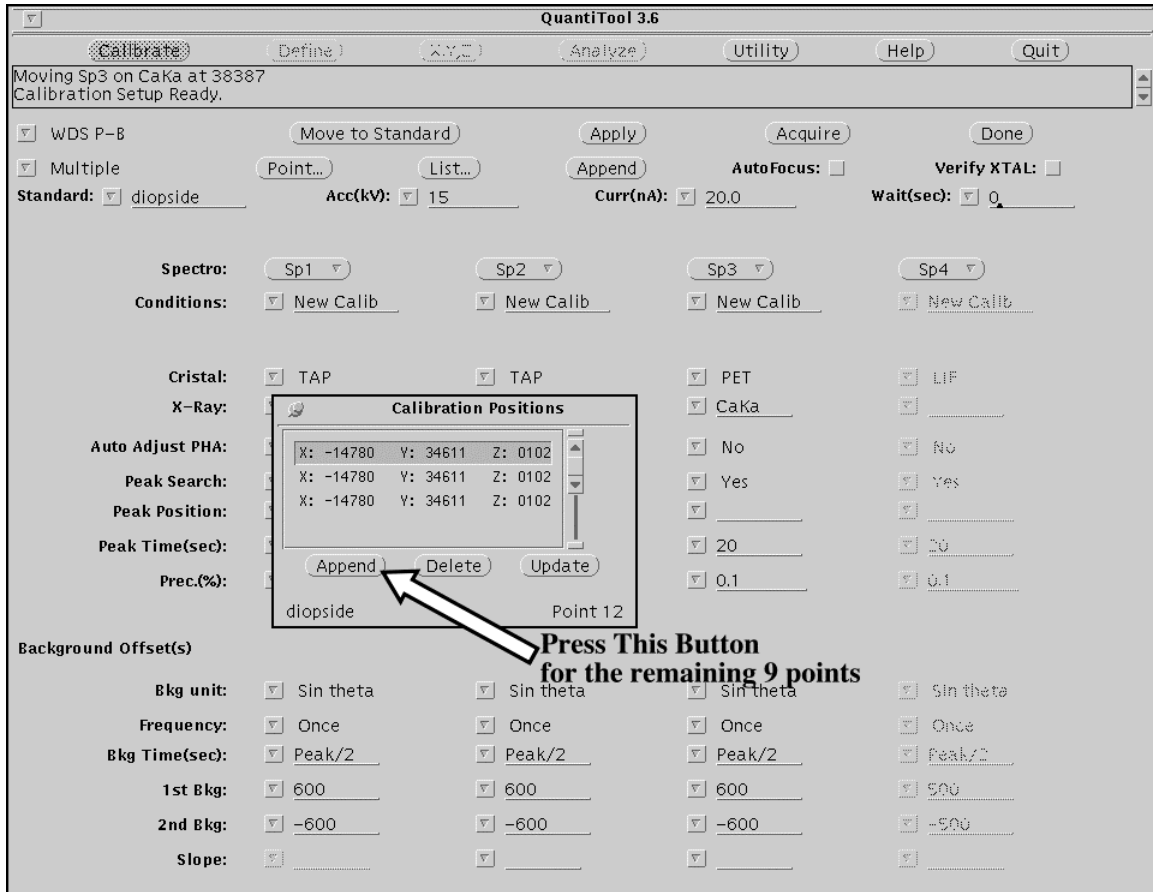 QuantiTool 3.6
Calibrate Define X,Y,Z Analyze Utility Help Quit
Moving Sp3 on CaKa at 38387
Calibration Setup Ready.
WDS P-B Move to Standard Apply Acquire Done
Multiple Point... List... Append AutoFocus: Verify XTAL:
Standard: diopside Acc(kV): 15 Curr(nA): 20.0 Wait(sec): 0
Spectro: Sp1 Sp2 Sp3 Sp4
Conditions: New Calib New Calib New Calib New Calib
Cristal: TAP TAP PET LIF
X-Ray: CaKa
Auto Adjust PHA: No No
Peak Search: Yes Yes
Peak Position:
Peak Time(sec): 20 20
Prec.(%): 0.1 0.1
Calibration Positions
X: -14780 Y: 34611 Z: 0102
X: -14780 Y: 34611 Z: 0102
X: -14780 Y: 34611 Z: 0102
Append Delete Update
diopside Point 12
Press This Button
for the remaining 9 points
Background Offset(s)
Bkg unit: Sin theta Sin theta Sin theta Sin theta
Frequency: Once Once Once Once
Bkg Time(sec): Peak/2 Peak/2 Peak/2 Peak/2
1st Bkg: 600 600 600 500
2nd Bkg: -600 -600 -600 -500
Slope: